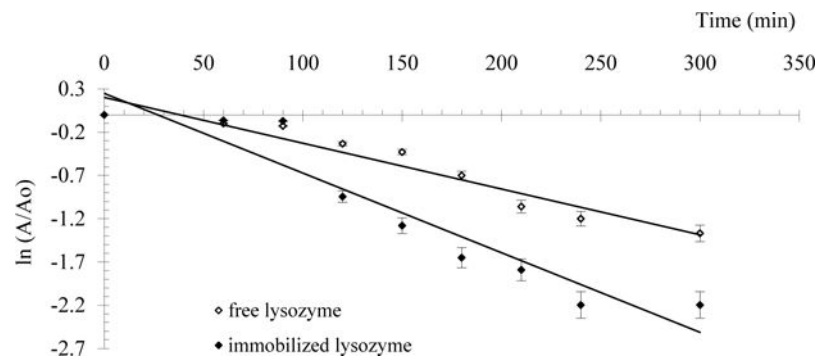 Time (min)
0 50 100 150 200 250 300 350
0.3
-0.2
-0.7
-1.2
-1.7
-2.2
-2.7
ln (A/Ao)
free lysozyme
immobilized lysozyme